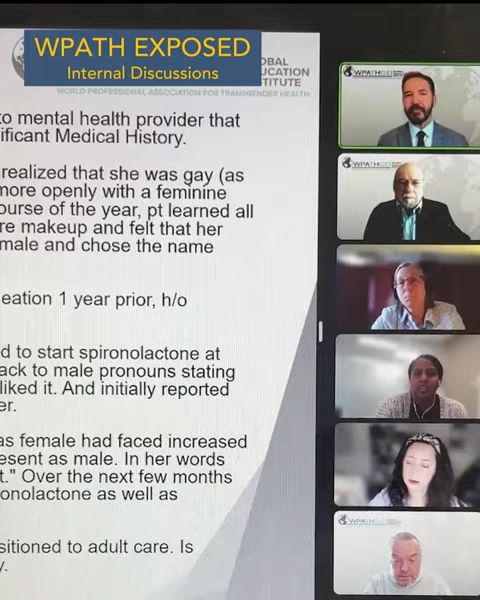 WPATH EXPOSED
Internal Discussions
OBAL
UCATION
TITUTE
WORLD PROFESSIONAL ASSOCIATION FOR TRANSGENDER HEALTH
to mental health provider that
ificant Medical History.
realized that she was gay (as
more openly with a feminine
ourse of the year, pt learned all
re makeup and felt that her
male and chose the name
eation 1 year prior, h/o
d to start spironolactone at
ack to male pronouns stating
liked it. And initially reported
er.
as female had faced increased
esent as male. In her words
t." Over the next few months
onolactone as well as
sitioned to adult care. Is
y.
WPATH
WPATH
WPATH